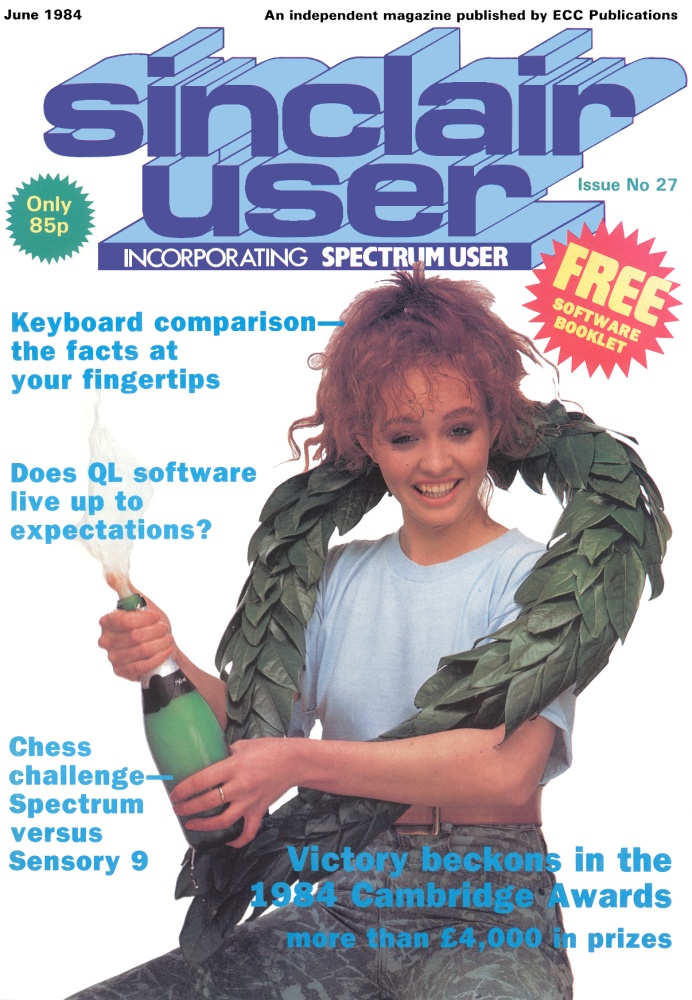 June 1984
An independent magazine published by ECC Publications
sinclair
user
Issue No 27
Only
85p
INCORPORATING SPECTRUM USER
FREE
SOFTWARE
BOOKLET
Keyboard comparison—
the facts at
your fingertips
Does QL software
live up to
expectations?
Chess
challenge—
Spectrum
versus
Sensory 9
Victory beckons in the
1984 Cambridge Awards
more than £4,000 in prizes